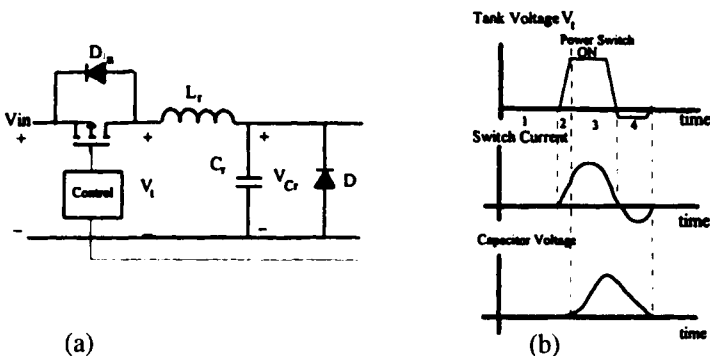 D
Vin
+
+
Lr
+
Cr
VCr
D
Control
Vt
-
-
-
(a)
Tank Voltage Vt
Power Switch
ON
1
2
3
4
time
Switch Current
time
Capacitor Voltage
time
(b)